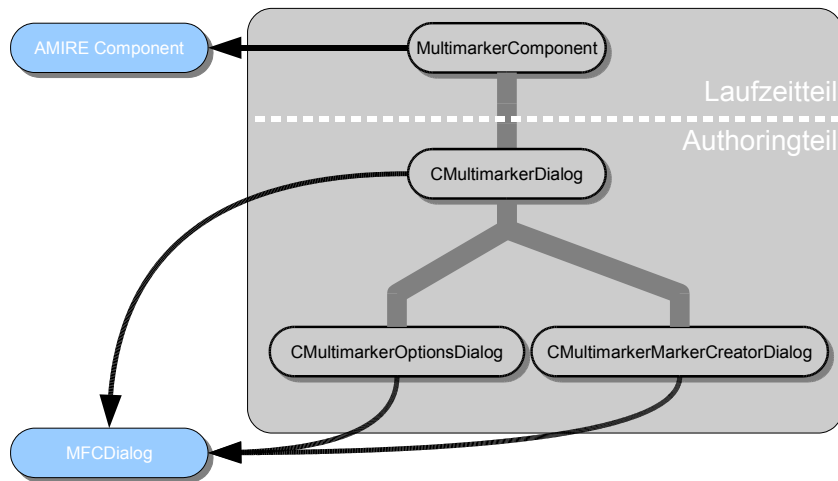 AMIRE Component
MultimarkerComponent
Laufzeitteil
Authoringteil
CMultimarkerDialog
CMultimarkerOptionsDialog
CMultimarkerMarkerCreatorDialog
MFCDialog